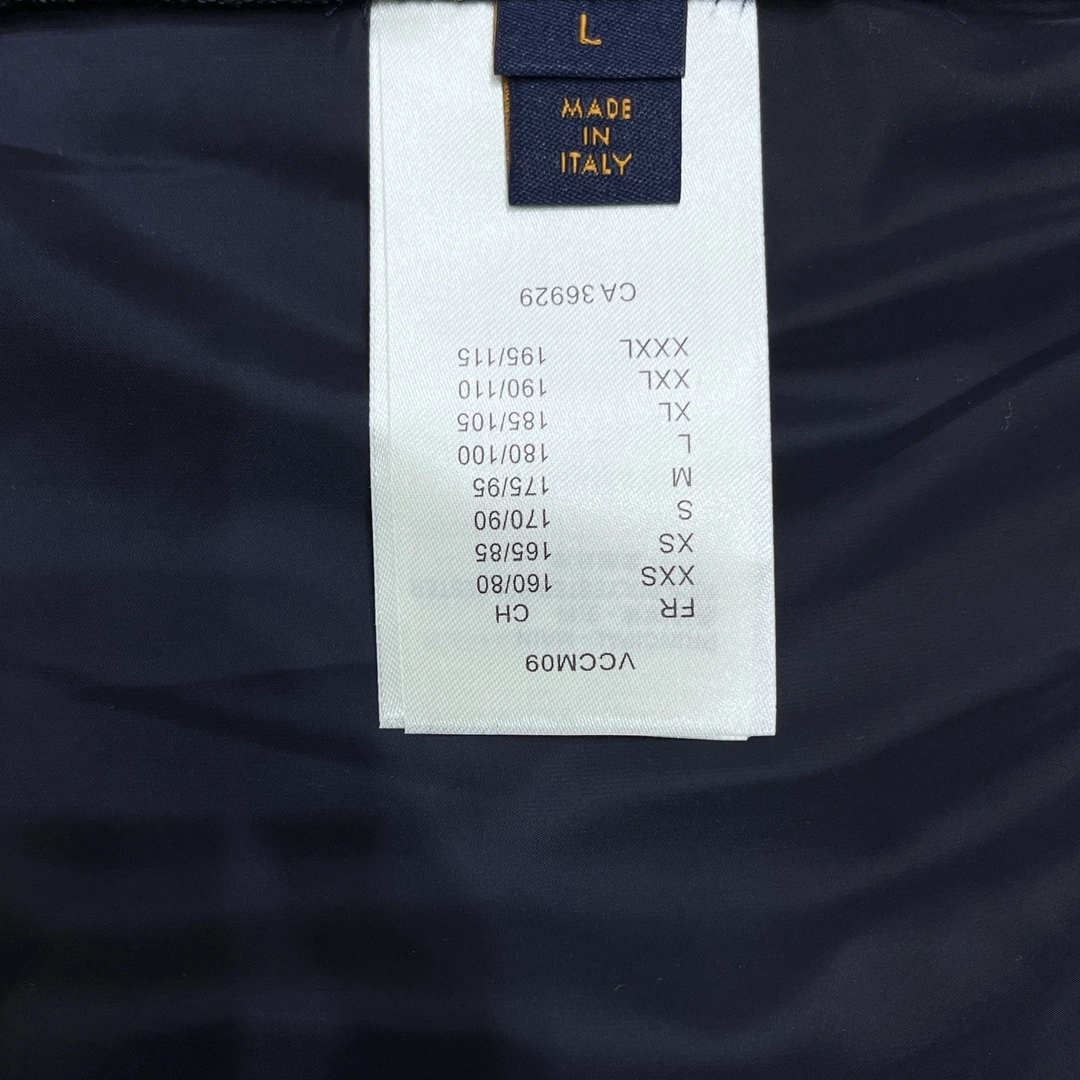 L
MADE
IN
ITALY
VCCM09
FR CH
XXS 160/80
XS 165/85
S 170/90
M 175/95
L 180/100
XL 185/105
XXL 190/110
XXXL 195/115
CA 36929